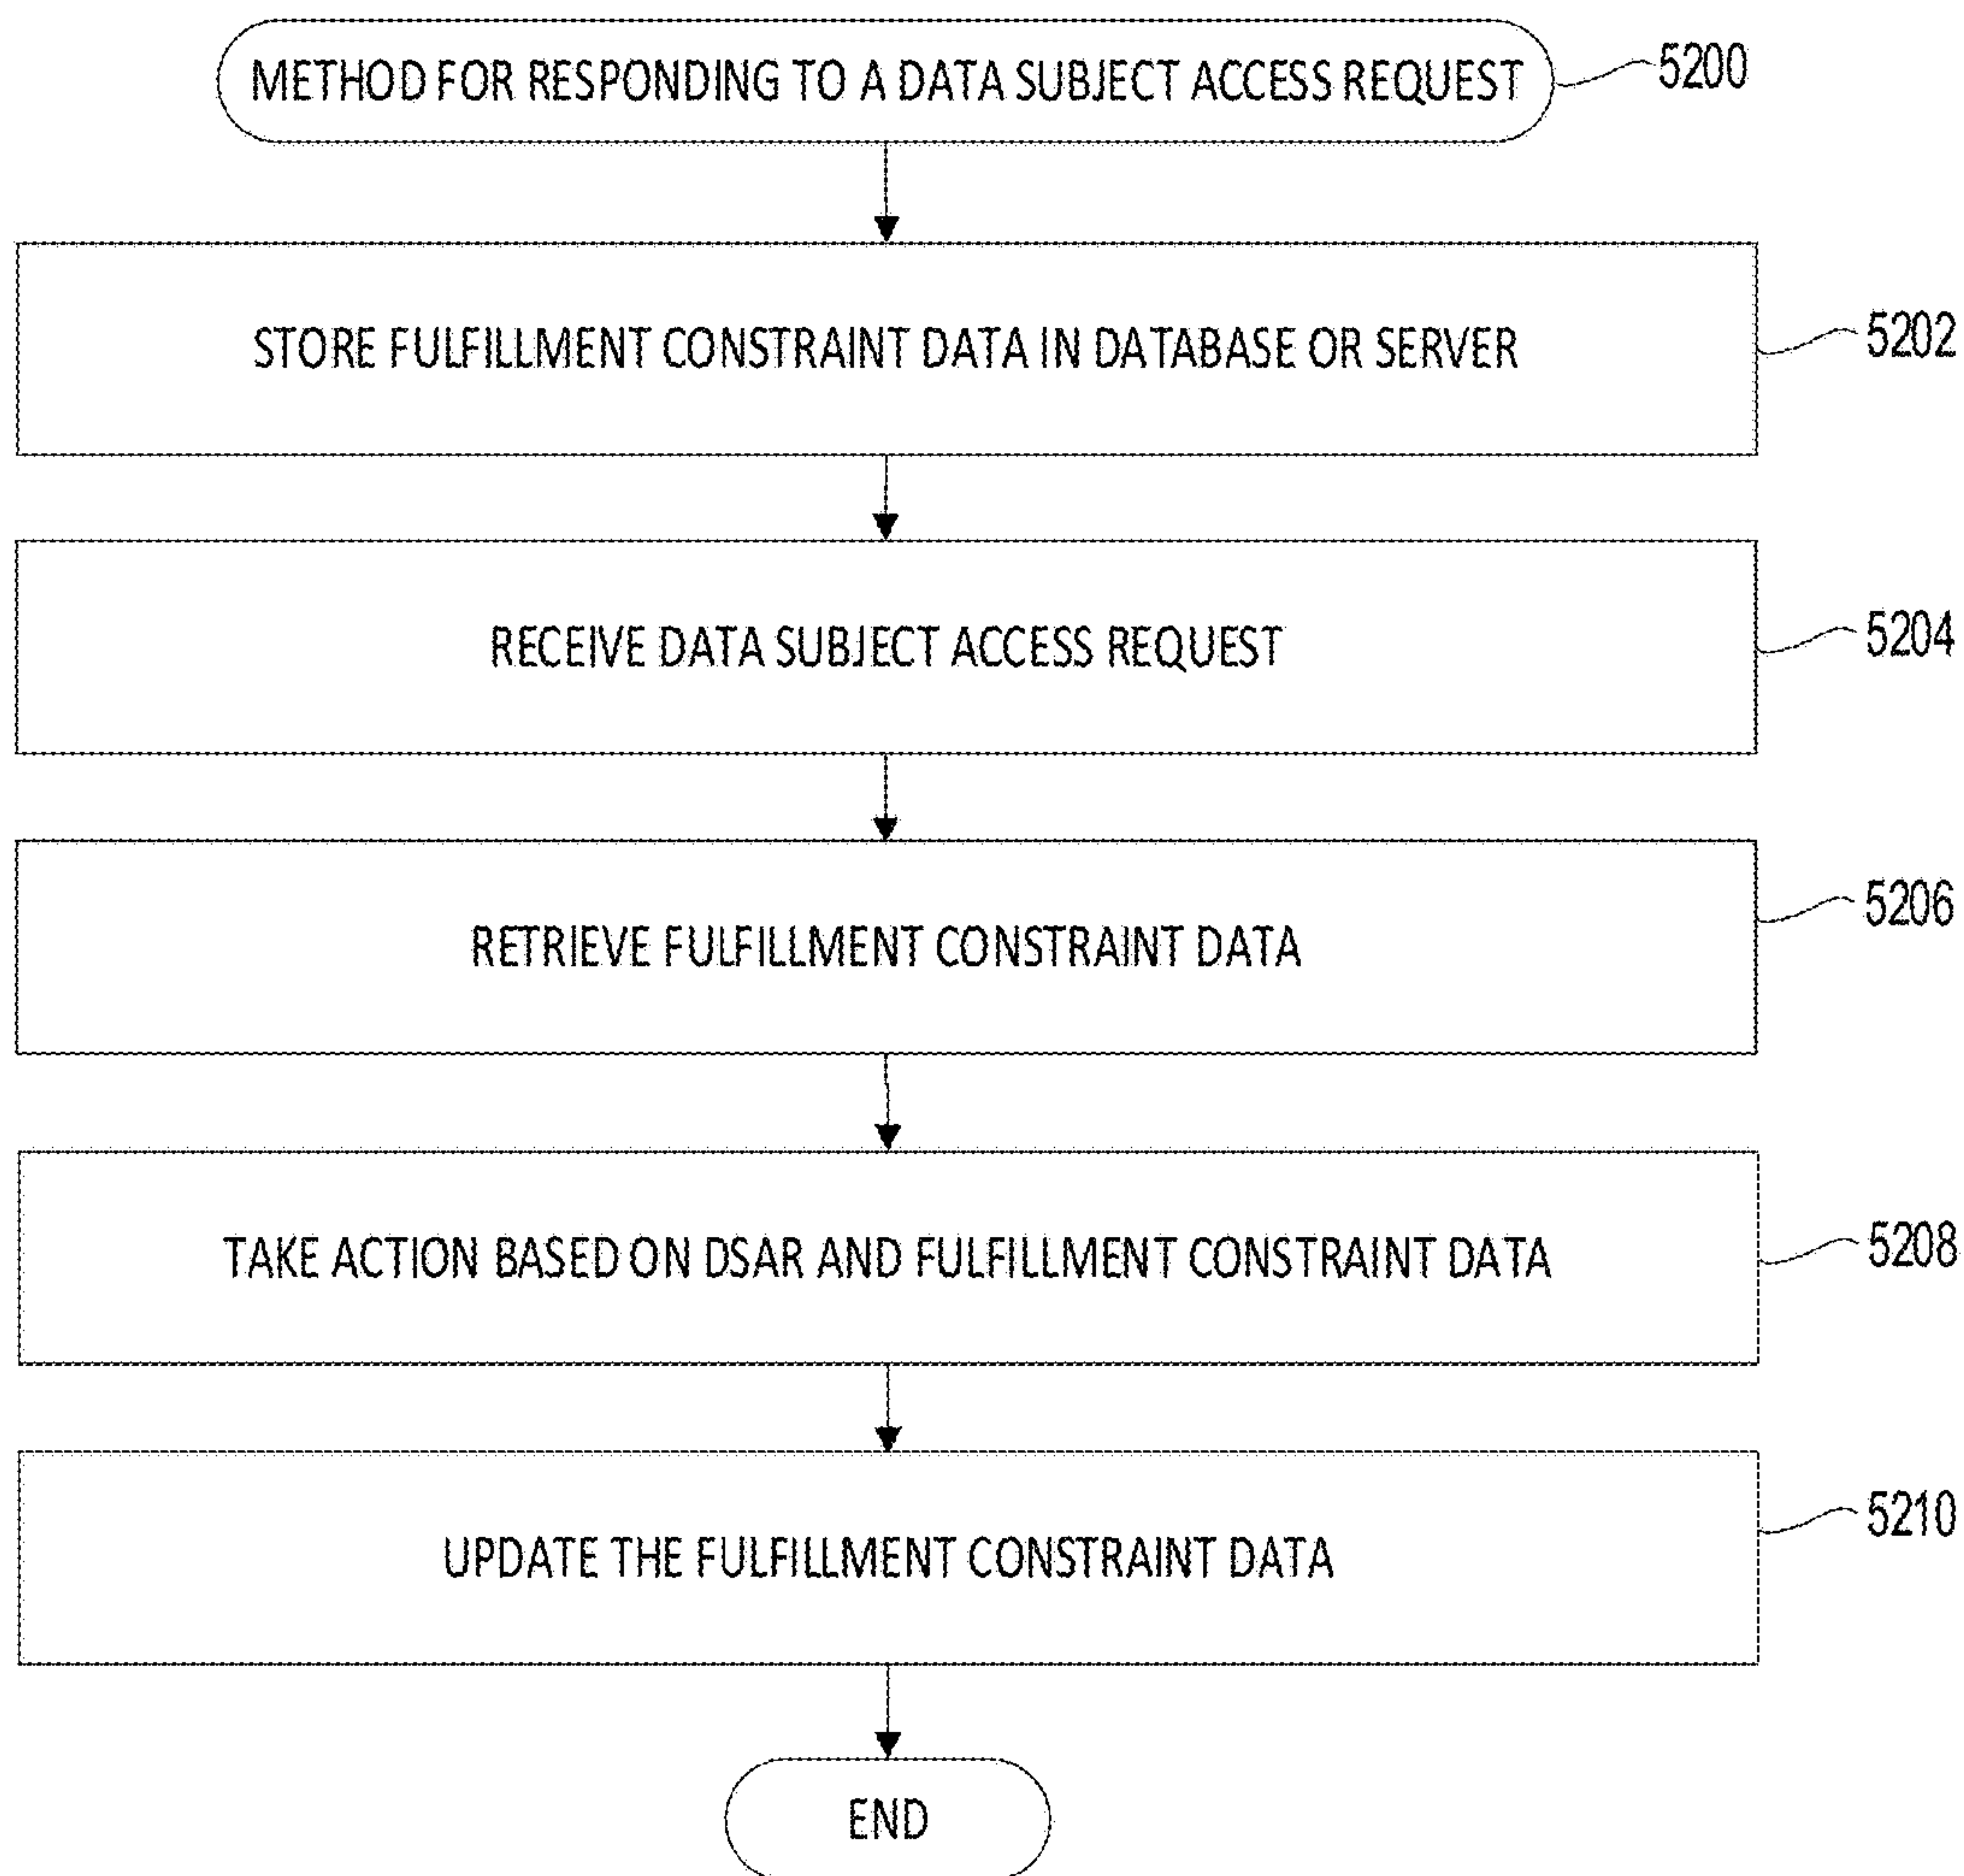 METHOD FOR RESPONDING TO A DATA SUBJECT ACCESS REQUEST
5200
STORE FULFILLMENT CONSTRAINT DATA IN DATABASE OR SERVER
5202
RECEIVE DATA SUBJECT ACCESS REQUEST
5204
RETRIEVE FULFILLMENT CONSTRAINT DATA
5206
TAKE ACTION BASED ON DSAR AND FULFILLMENT CONSTRAINT DATA
5208
UPDATE THE FULFILLMENT CONSTRAINT DATA
5210
END